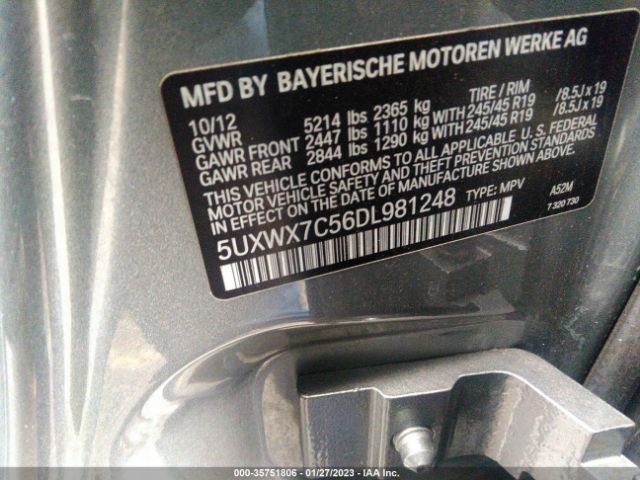 MFD BY BAYERISCHE MOTOREN WERKE AG
10/12 TIRE / RIM
GVWR 5214 lbs 2365 kg
GAWR FRONT 2447 lbs 1110 kg WITH 245/45 R19 /8.5J x 19
GAWR REAR 2844 lbs 1290 kg WITH 245/45 R19 /8.5J x 19
THIS VEHICLE CONFORMS TO ALL APPLICABLE U. S. FEDERAL
MOTOR VEHICLE SAFETY AND THEFT PREVENTION STANDARDS
IN EFFECT ON THE DATE OF MANUFACTURE SHOWN ABOVE.
5UXWX7C56DL981248 TYPE: MPV A52M
7 320 730
000-35751806 - 01/27/2023 - IAA Inc.